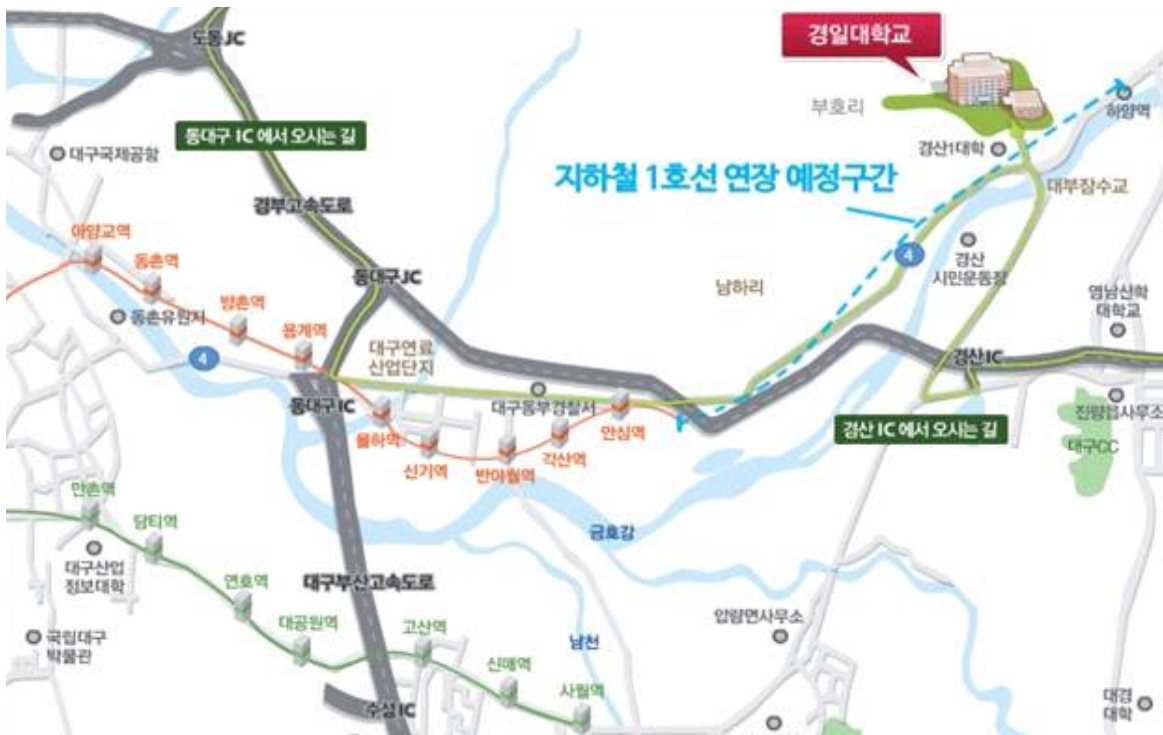 도동JC
경일대학교
부호리
하양역
동대구 IC 에서 오시는 길
대구국제공항
경산1대학
지하철 1호선 연장 예정구간
대부잠수교
경부고속도로
아양교역
동촌역
4
경산
시민운동장
동대구JC
남하리
방촌역
동촌유원지
영남신학
대학교
용계역
4
대구연료
산업단지
경산IC
동대구IC
대구동부경찰서
안심역
진량읍사무소
율하역
경산 IC 에서 오시는 길
신기역
반야월역
각산역
대구CC
만촌역
담티역
금호강
대구산업
정보대학
연호역
대구부산고속도로
대공원역
고산역
압량면사무소
국립대구
박물관
남천
신매역
사월역
수성IC
대경
대학